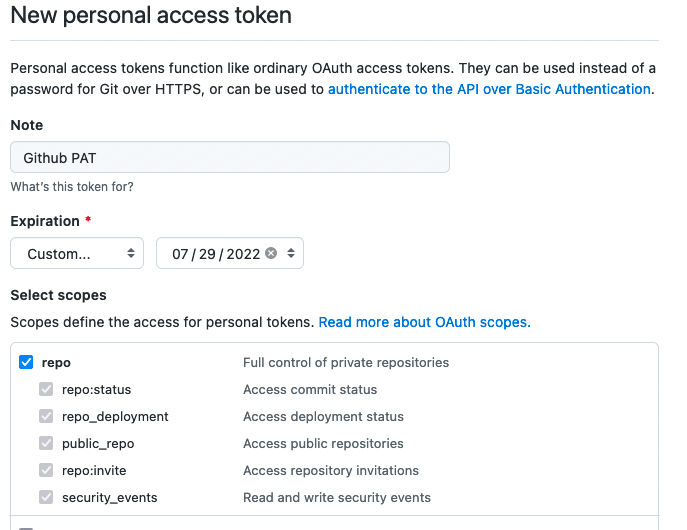 New personal access token
Personal access tokens function like ordinary OAuth access tokens. They can be used instead of a
password for Git over HTTPS, or can be used to authenticate to the API over Basic Authentication.
Note
Github PAT
What's this token for?
Expiration *
Custom... 07 / 29 / 2022
Select scopes
Scopes define the access for personal tokens. Read more about OAuth scopes.
repo Full control of private repositories
repo:status Access commit status
repo_deployment Access deployment status
public_repo Access public repositories
repo:invite Access repository invitations
security_events Read and write security events